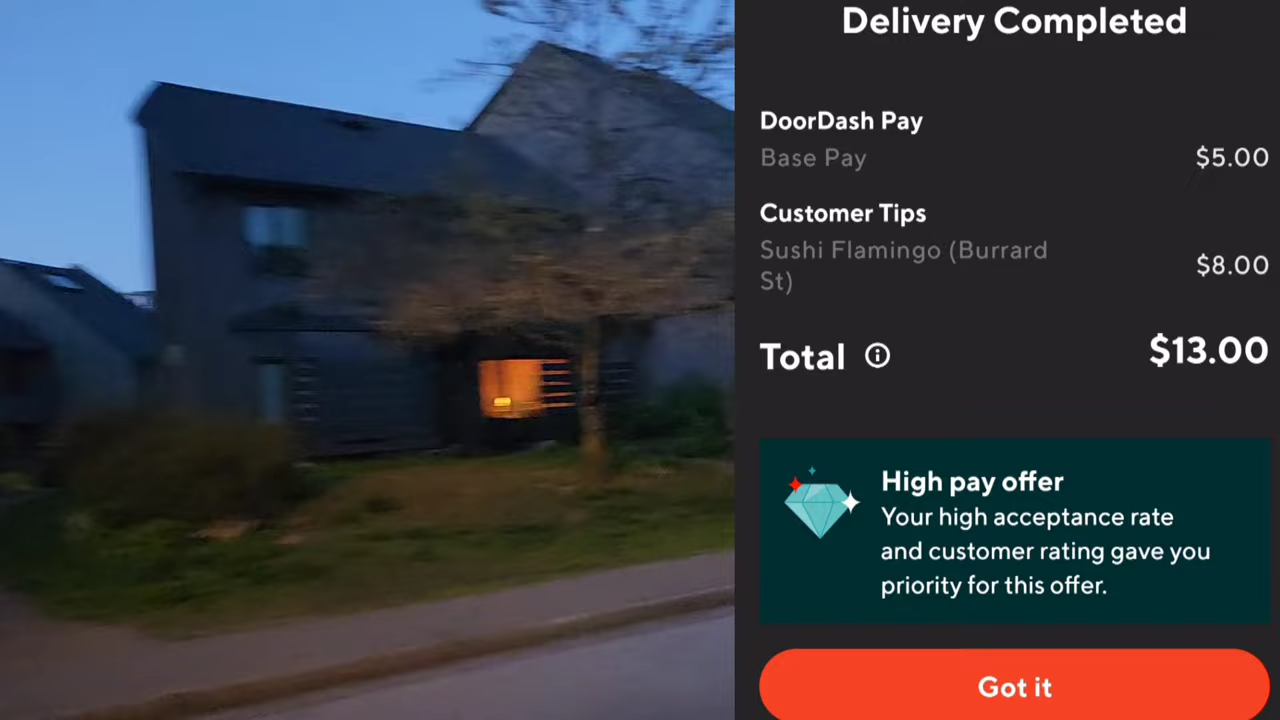 Delivery Completed
DoorDash Pay
Base Pay $5.00
Customer Tips
Sushi Flamingo (Burrard
St) $8.00
Total $13.00
High pay offer
Your high acceptance rate
and customer rating gave you
priority for this offer.
Got it